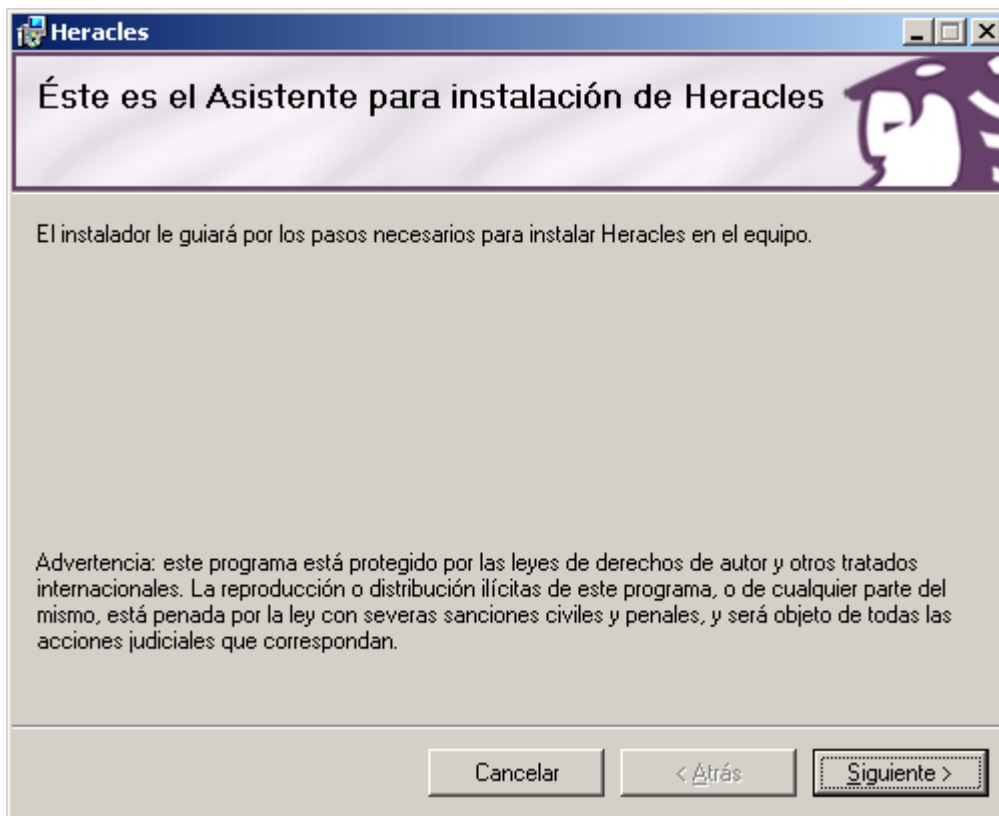 Heracles
Éste es el Asistente para instalación de Heracles
El instalador le guiará por los pasos necesarios para instalar Heracles en el equipo.
Advertencia: este programa está protegido por las leyes de derechos de autor y otros tratados
internacionales. La reproducción o distribución ilícitas de este programa, o de cualquier parte del
mismo, está penada por la ley con severas sanciones civiles y penales, y será objeto de todas las
acciones judiciales que correspondan.
Cancelar
< Atrás
Siguiente >